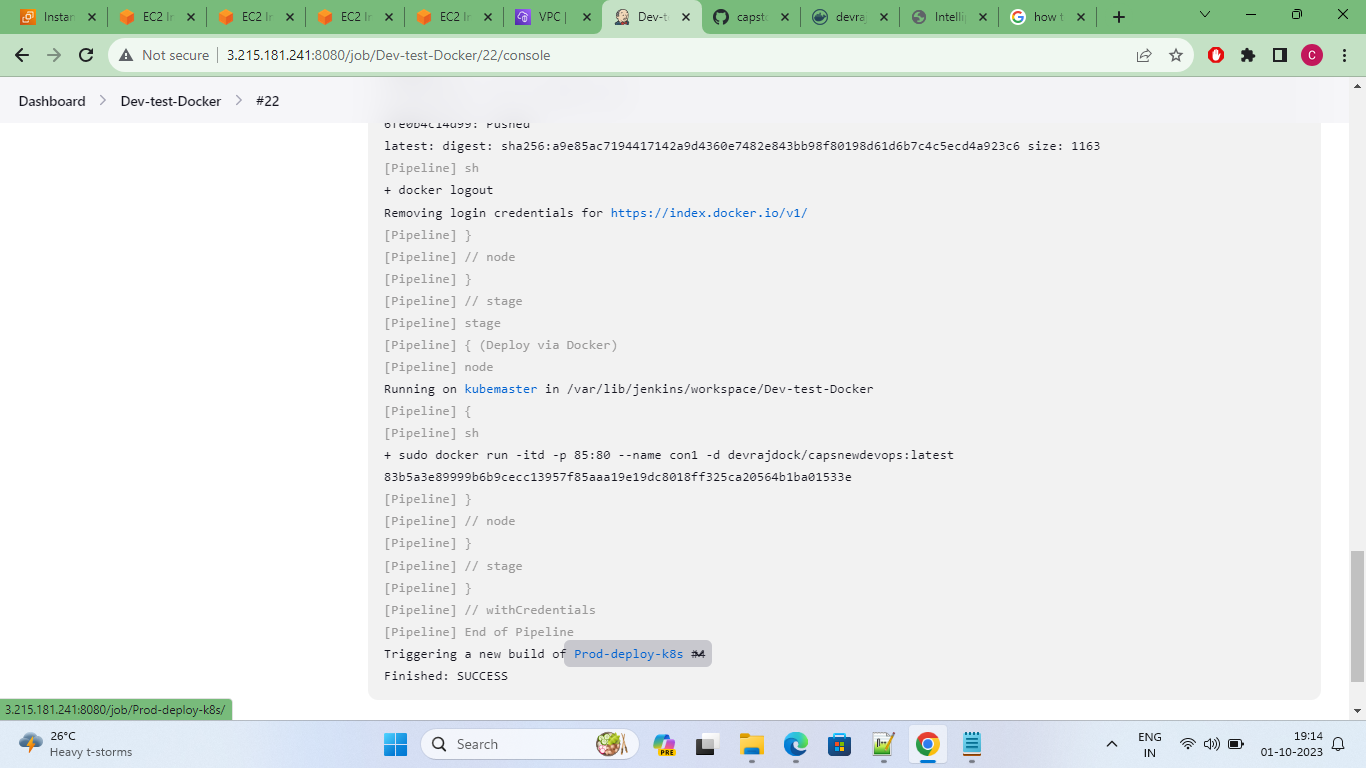 Instan
EC2 In
EC2 In
EC2 In
EC2 In
VPC |
Dev-t
capst
devra
Intelli
how t
Not secure
3.215.181.241:8080/job/Dev-test-Docker/22/console
C
Dashboard
Dev-test-Docker
#22
6fe0b4c14d99: Pushed
latest: digest: sha256:a9e85ac7194417142a9d4360e7482e843bb98f80198d61d6b7c4c5ecd4a923c6 size: 1163
[Pipeline] sh
+ docker logout
Removing login credentials for https://index.docker.io/v1/
[Pipeline] }
[Pipeline] // node
[Pipeline] }
[Pipeline] // stage
[Pipeline] stage
[Pipeline] { (Deploy via Docker)
[Pipeline] node
Running on kubemaster in /var/lib/jenkins/workspace/Dev-test-Docker
[Pipeline] {
[Pipeline] sh
+ sudo docker run -itd -p 85:80 --name con1 -d devrajdock/capsnewdevops:latest
83b5a3e89999b6b9cecc13957f85aaa19e19dc8018ff325ca20564b1ba01533e
[Pipeline] }
[Pipeline] // node
[Pipeline] }
[Pipeline] // stage
[Pipeline] }
[Pipeline] // withCredentials
[Pipeline] End of Pipeline
Triggering a new build of Prod-deploy-k8s #4
Finished: SUCCESS
3.215.181.241:8080/job/Prod-deploy-k8s/
26°C
Heavy t-storms
Search
PRE
ENG
IN
19:14
01-10-2023